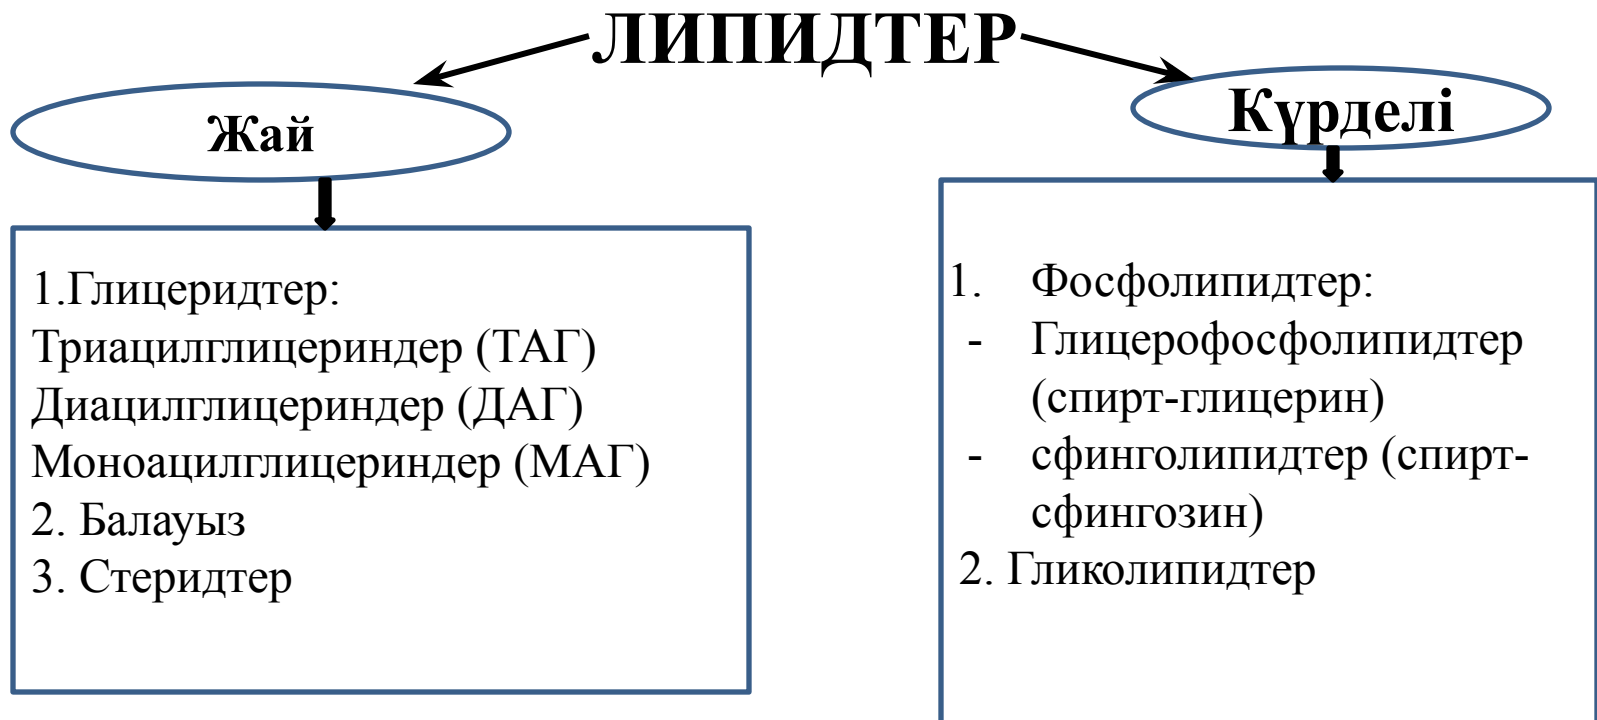 ЛИПИДТЕР
Жай
Күрделі
1.Глицеридтер:
Триацилглицериндер (ТАГ)
Диацилглицериндер (ДАГ)
Моноацилглицериндер (МАГ)
2. Балауыз
3. Стеридтер
1. Фосфолипидтер:
- Глицерофосфолипидтер
(спирт-глицерин)
- сфинголипидтер (спирт-
сфингозин)
2. Гликолипидтер